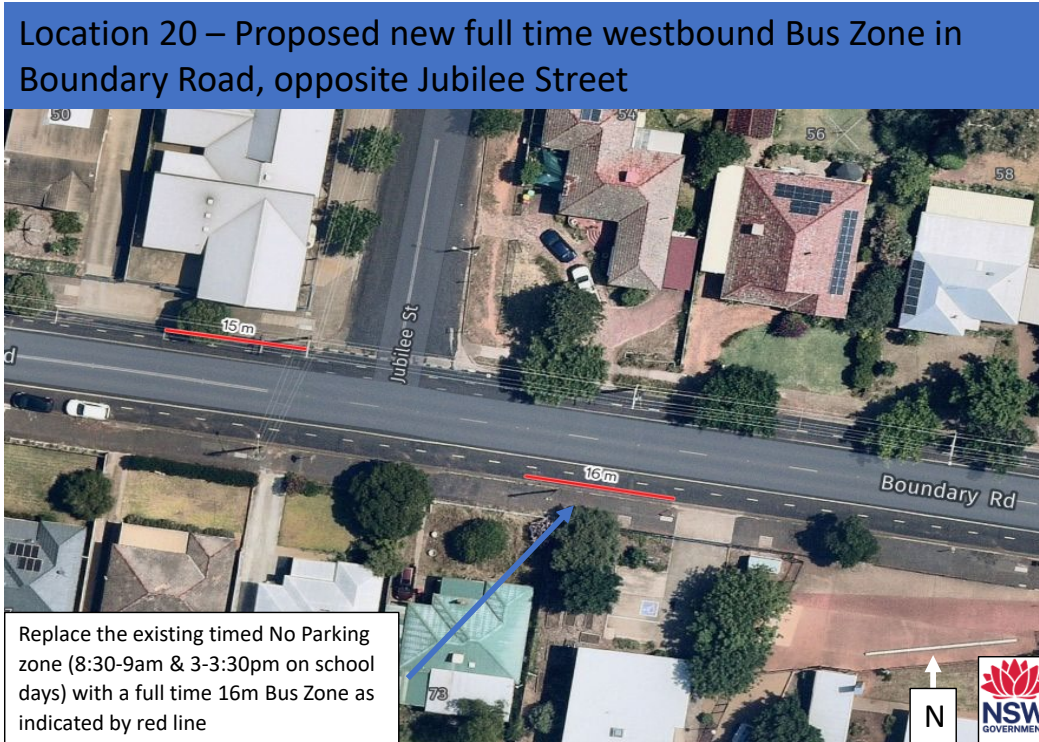 Location 20 – Proposed new full time westbound Bus Zone in
Boundary Road, opposite Jubilee Street
50
54
56
58
15 m
Jubilee St
d
16 m
Boundary Rd
Replace the existing timed No Parking
zone (8:30-9am & 3-3:30pm on school
days) with a full time 16m Bus Zone as
indicated by red line
73
N
NSW
GOVERNMENT